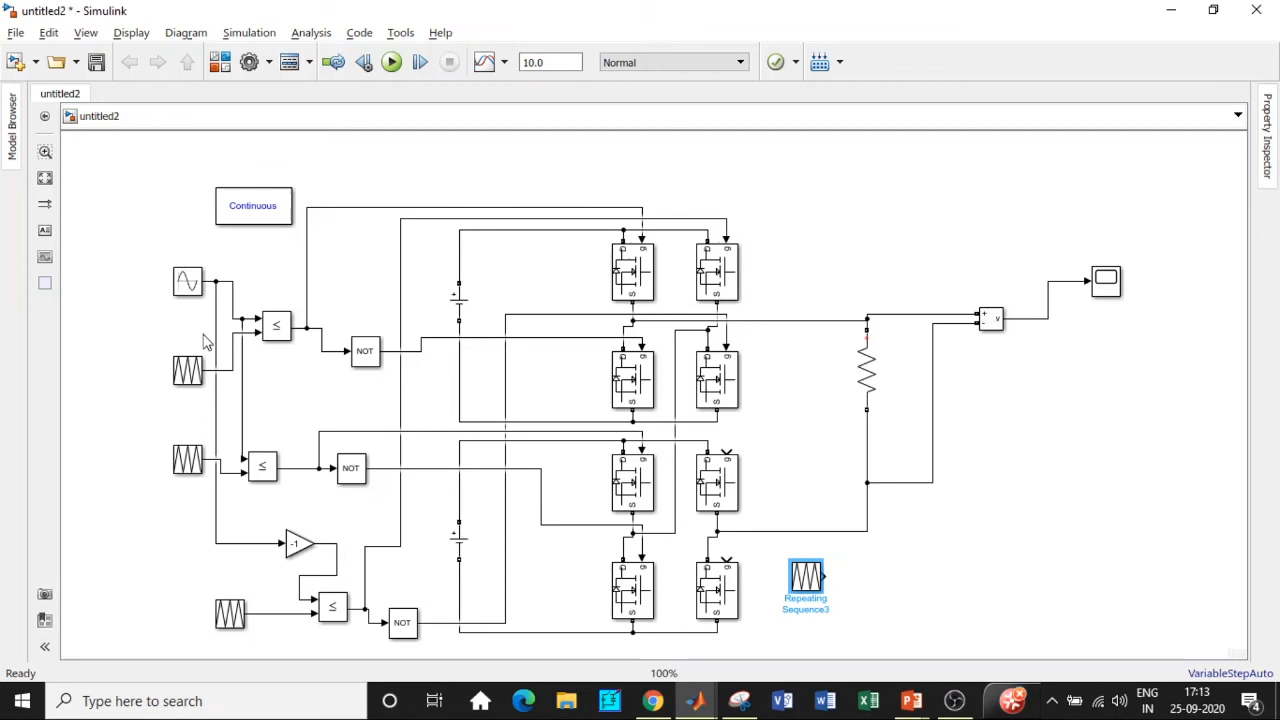 untitled2 * - Simulink
File Edit View Display Diagram Simulation Analysis Code Tools Help
10.0
Normal
untitled2
untitled2
Model Browser
Property Inspector
Continuous
D g
S
D g
S
≤
+
+
-
v
NOT
D g
S
D g
S
≤
NOT
D g
S
D g
S
+
-1
D g
S
D g
S
Repeating
Sequence3
≤
NOT
Ready
100%
VariableStepAuto
Type here to search
ENG
IN
17:13
25-09-2020
4